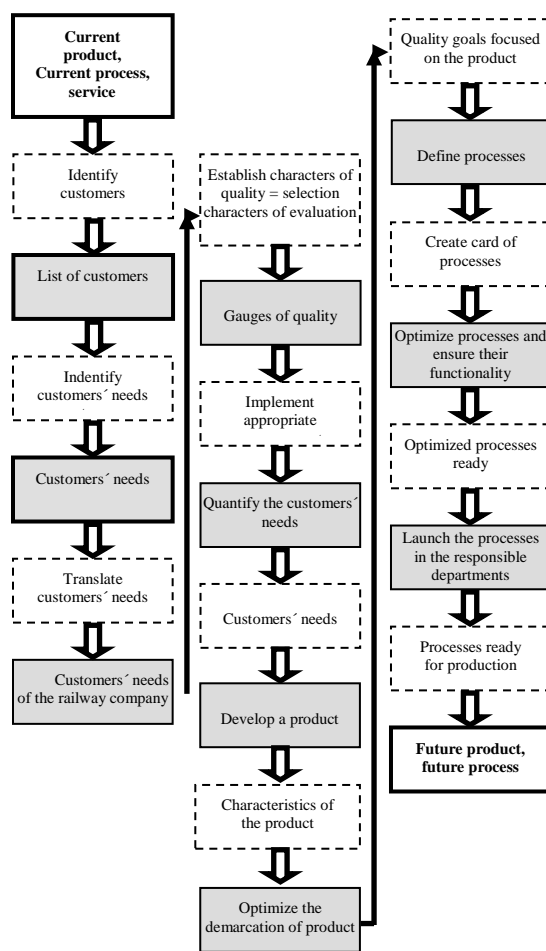 Current
product,
Current process,
service
Identify
customers
List of customers
Indentify
customers´ needs
Customers´ needs
Translate
customers´ needs
Customers´ needs
of the railway company
Establish characters of
quality = selection
characters of evaluation
Gauges of quality
Implement
appropriate
Quantify the customers´
needs
Customers´ needs
Develop a product
Characteristics of
the product
Optimize the
demarcation of product
Quality goals focused
on the product
Define processes
Create card of
processes
Optimize processes and
ensure their
functionality
Optimized processes
ready
Launch the processes
in the responsible
departments
Processes ready
for production
Future product,
future process